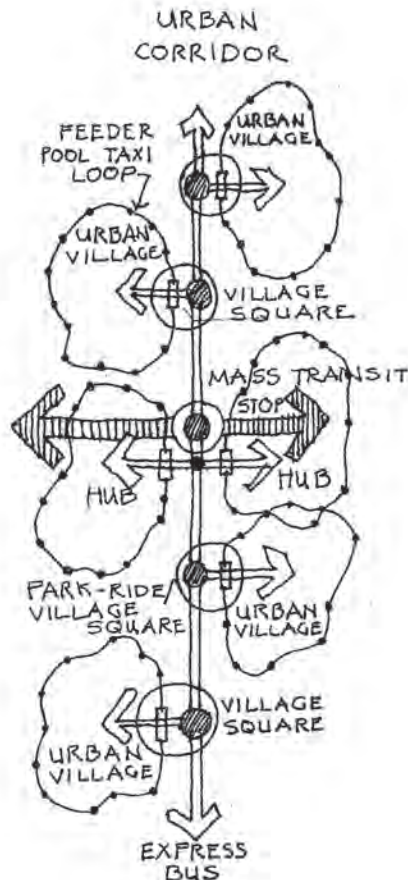 URBAN
CORRIDOR
FEEDER
POOL TAXI
LOOP
URBAN
VILLAGE
URBAN
VILLAGE
VILLAGE
SQUARE
MASS TRANSIT
STOP
HUB
HUB
PARK-RIDE/
VILLAGE
SQUARE
URBAN
VILLAGE
VILLAGE
SQUARE
URBAN
VILLAGE
EXPRESS
BUS